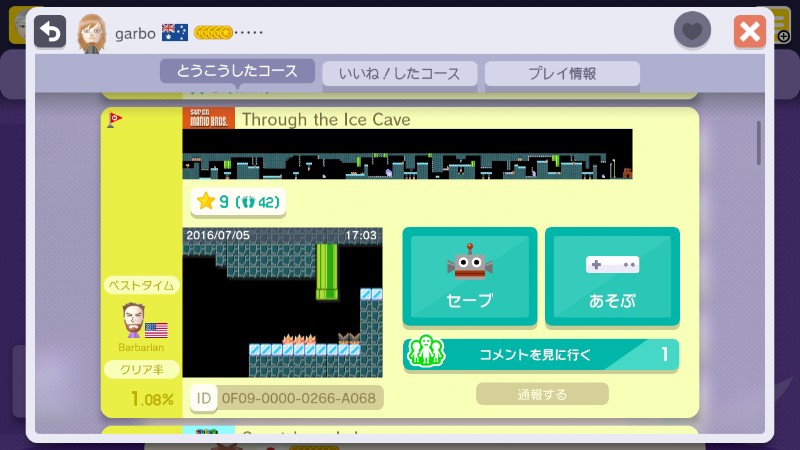 garbo
とうこうしたコース
いいね!したコース
プレイ情報
SUPER
MARIO BROS.
Through the Ice Cave
9 (42)
2016/07/05
17:03
ベストタイム
Barbarian
クリア率
1.08%
セーブ
あそぶ
コメントを見に行く
1
ID 0F09-0000-0266-A068
通報する